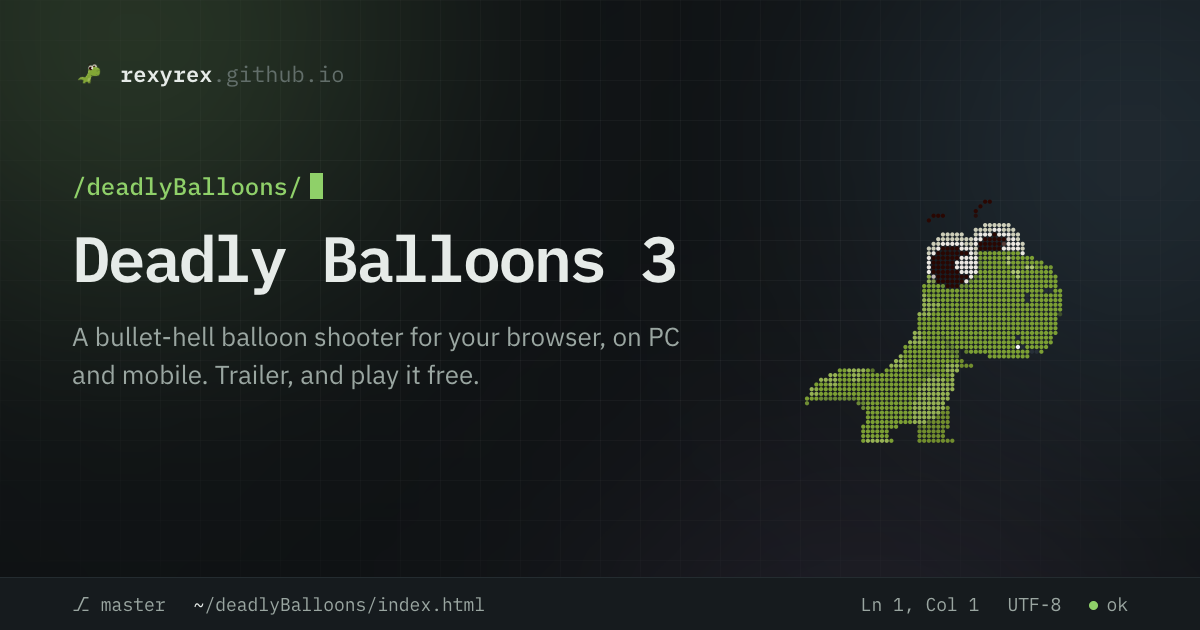 rexyrex.github.io
/deadlyBalloons/
Deadly Balloons 3
A bullet-hell balloon shooter for your browser, on PC
and mobile. Trailer, and play it free.
master ~/deadlyBalloons/index.html Ln 1, Col 1 UTF-8 ok